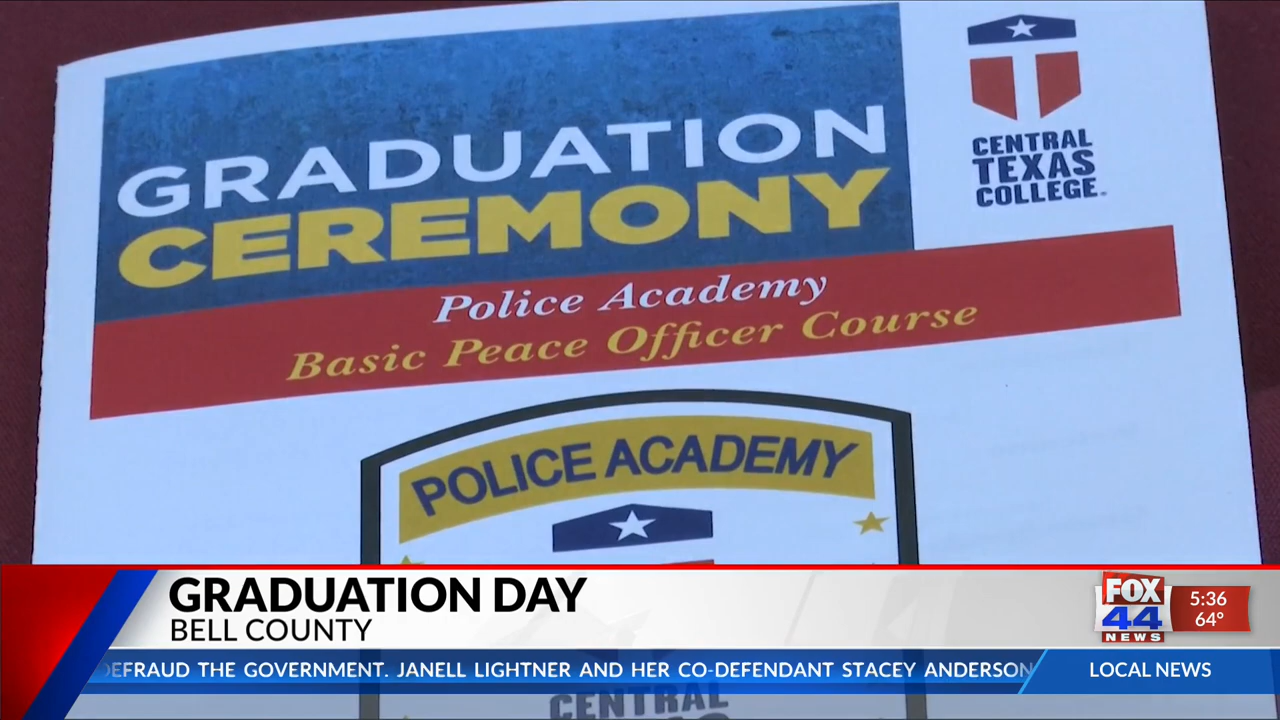 GRADUATION
CEREMONY
CENTRAL
TEXAS
COLLEGE
Police Academy
Basic Peace Officer Course
POLICE ACADEMY
GRADUATION DAY
BELL COUNTY
FOX
44
NEWS
5:36
64°
DEFRAUD THE GOVERNMENT. JANELL LIGHTNER AND HER CO-DEFENDANT STACEY ANDERSON
LOCAL NEWS
CENTRAL
TEXAS